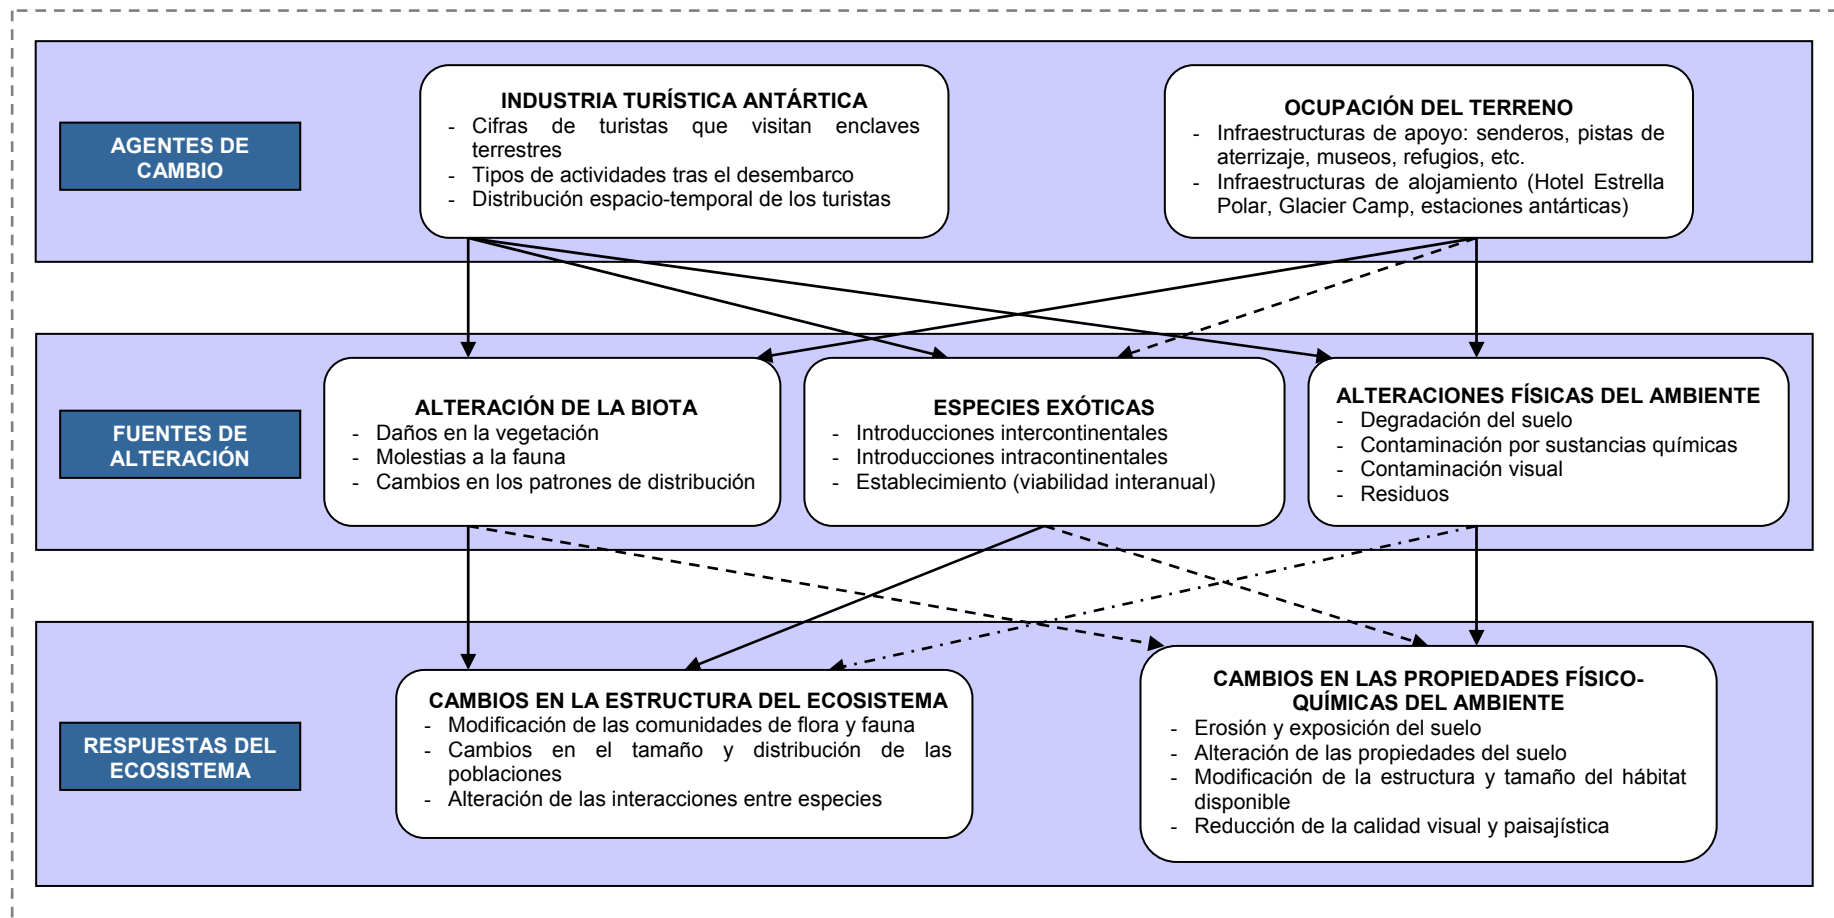 AGENTES DE
CAMBIO
INDUSTRIA TURÍSTICA ANTÁRTICA
- Cifras de turistas que visitan enclaves
terrestres
- Tipos de actividades tras el desembarco
- Distribución espacio-temporal de los turistas
OCUPACIÓN DEL TERRENO
- Infraestructuras de apoyo: senderos, pistas de
aterrizaje, museos, refugios, etc.
- Infraestructuras de alojamiento (Hotel Estrella
Polar, Glacier Camp, estaciones antárticas)
FUENTES DE
ALTERACIÓN
ALTERACIÓN DE LA BIOTA
- Daños en la vegetación
- Molestias a la fauna
- Cambios en los patrones de distribución
ESPECIES EXÓTICAS
- Introducciones intercontinentales
- Introducciones intracontinentales
- Establecimiento (viabilidad interanual)
ALTERACIONES FÍSICAS DEL AMBIENTE
- Degradación del suelo
- Contaminación por sustancias químicas
- Contaminación visual
- Residuos
RESPUESTAS DEL
ECOSISTEMA
CAMBIOS EN LA ESTRUCTURA DEL ECOSISTEMA
- Modificación de las comunidades de flora y fauna
- Cambios en el tamaño y distribución de las
poblaciones
- Alteración de las interacciones entre especies
CAMBIOS EN LAS PROPIEDADES FÍSICO-
QUÍMICAS DEL AMBIENTE
- Erosión y exposición del suelo
- Alteración de las propiedades del suelo
- Modificación de la estructura y tamaño del hábitat
disponible
- Reducción de la calidad visual y paisajística